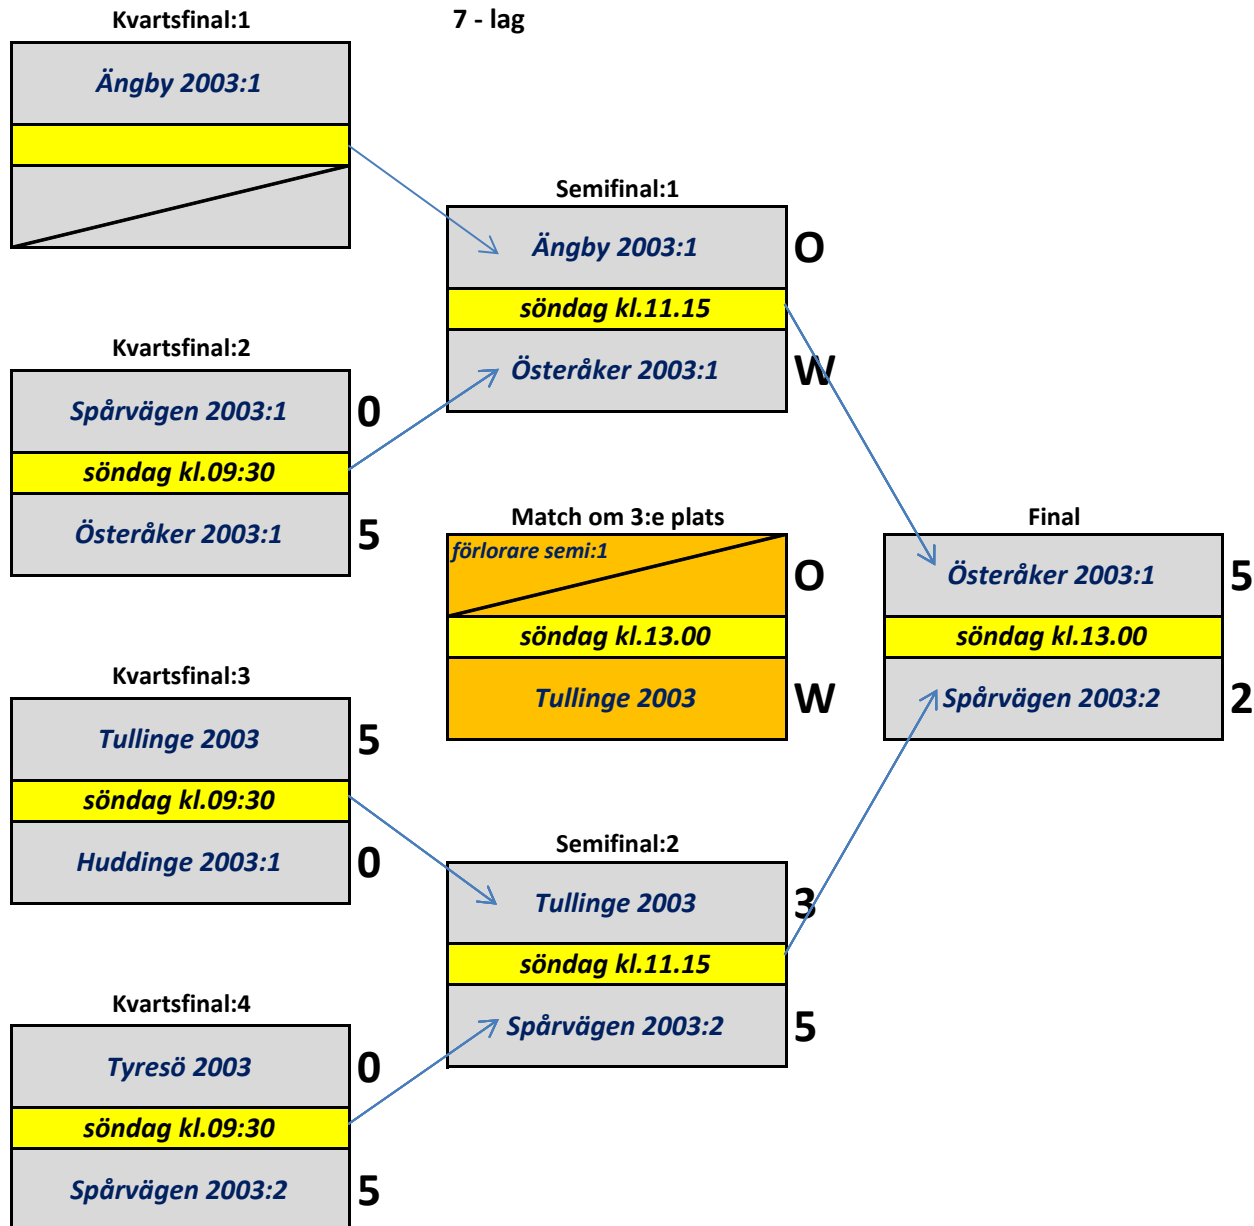 Kvartsfinal:1
7 - lag
Ängby 2003:1
Semifinal:1
Ängby 2003:1 O
söndag kl.11.15
Österåker 2003:1 W
Kvartsfinal:2
Spårvägen 2003:1 0
söndag kl.09:30
Österåker 2003:1 5
Match om 3:e plats
förlorare semi:1 O
söndag kl.13.00
Tullinge 2003 W
Final
Österåker 2003:1 5
söndag kl.13.00
Spårvägen 2003:2 2
Kvartsfinal:3
Tullinge 2003 5
söndag kl.09:30
Huddinge 2003:1 0
Semifinal:2
Tullinge 2003 3
söndag kl.11.15
Spårvägen 2003:2 5
Kvartsfinal:4
Tyresö 2003 0
söndag kl.09:30
Spårvägen 2003:2 5